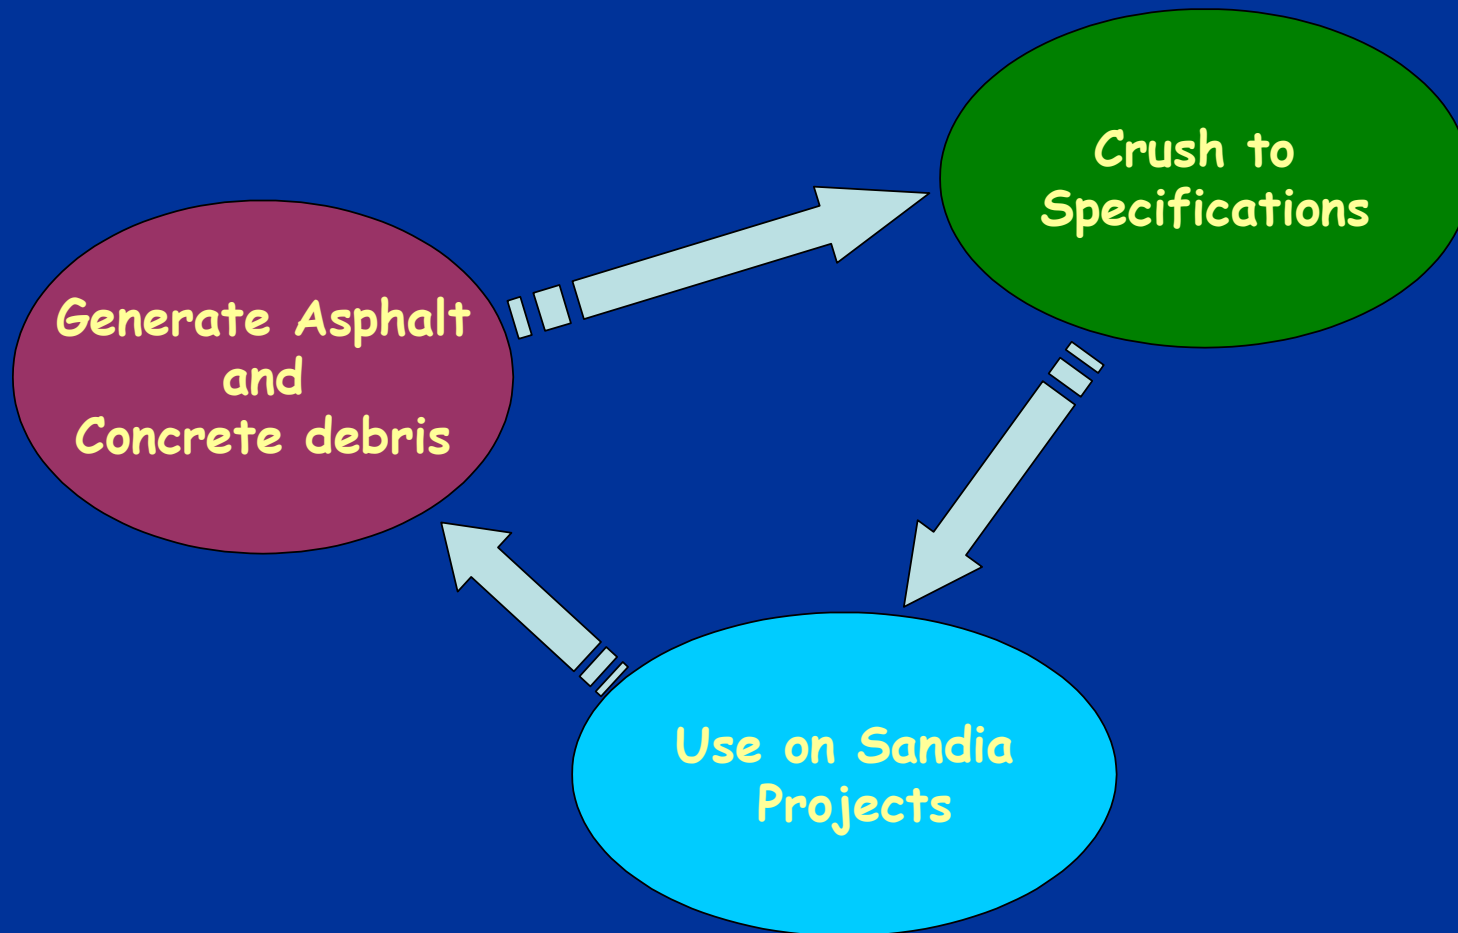 Generate Asphalt
and
Concrete debris
Crush to
Specifications
Use on Sandia
Projects